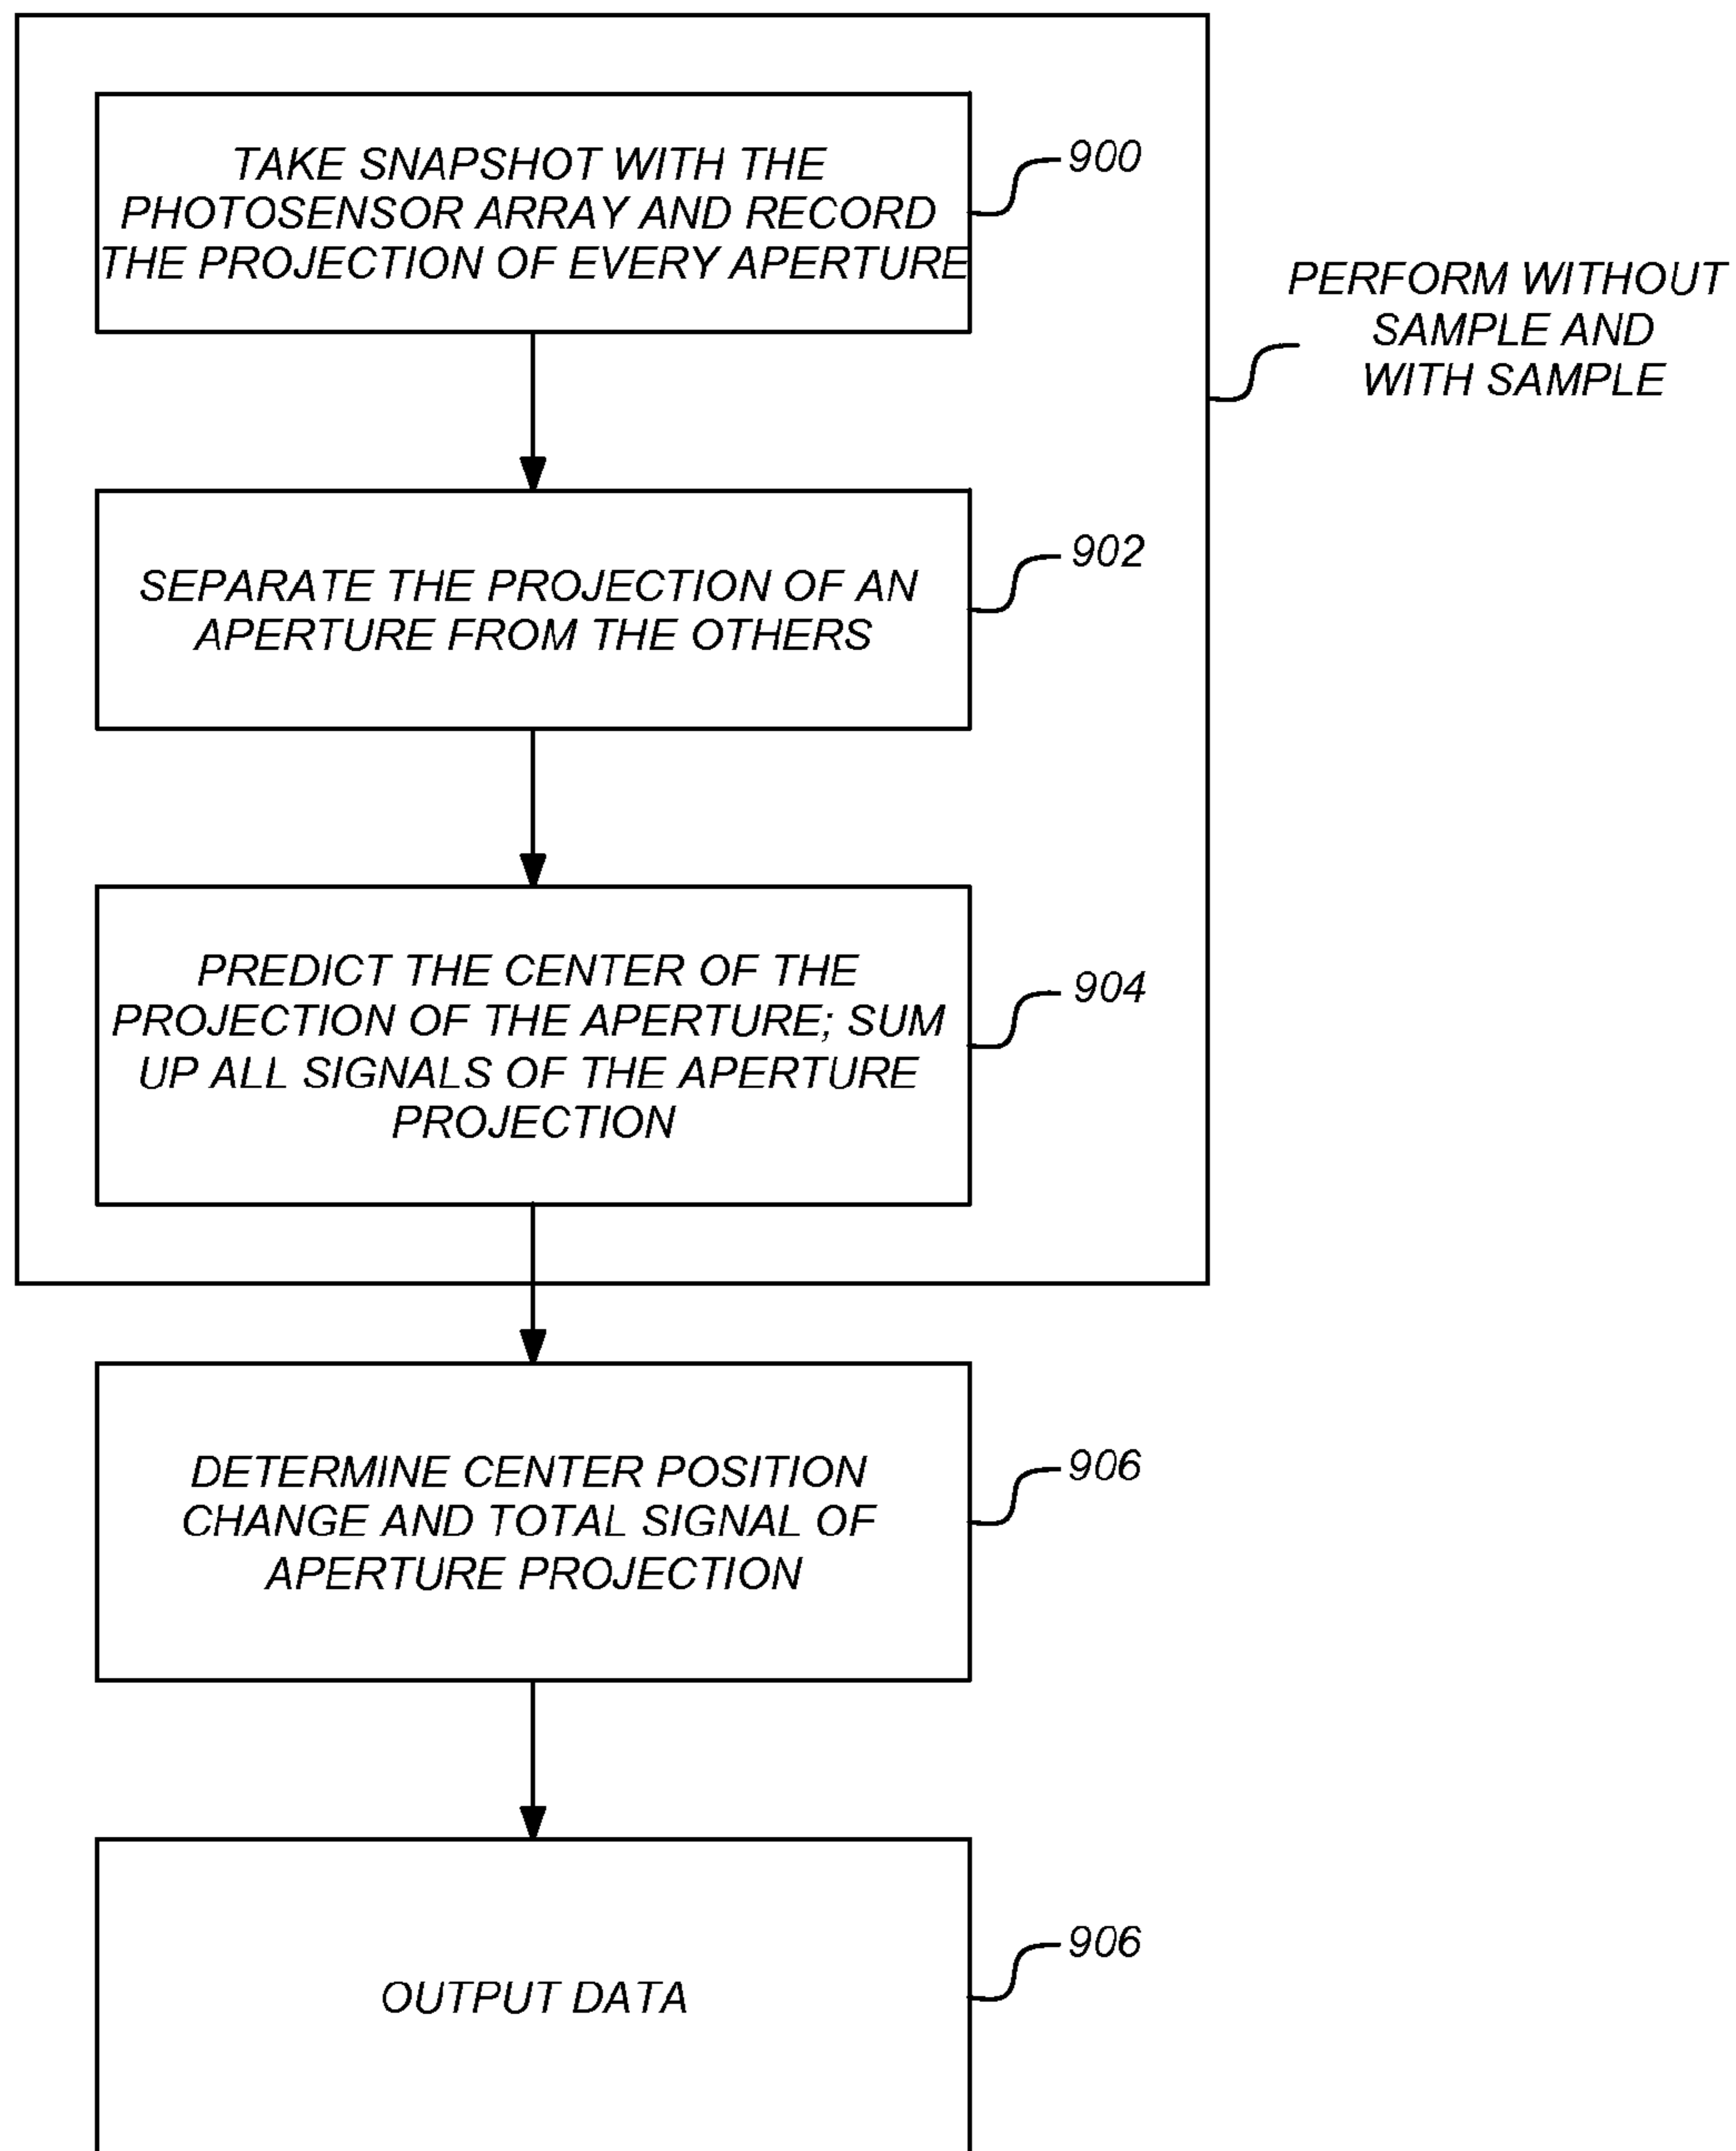 TAKE SNAPSHOT WITH THE
PHOTOSENSOR ARRAY AND RECORD
THE PROJECTION OF EVERY APERTURE
900
PERFORM WITHOUT
SAMPLE AND
WITH SAMPLE
SEPARATE THE PROJECTION OF AN
APERTURE FROM THE OTHERS
902
PREDICT THE CENTER OF THE
PROJECTION OF THE APERTURE; SUM
UP ALL SIGNALS OF THE APERTURE
PROJECTION
904
DETERMINE CENTER POSITION
CHANGE AND TOTAL SIGNAL OF
APERTURE PROJECTION
906
OUTPUT DATA
906